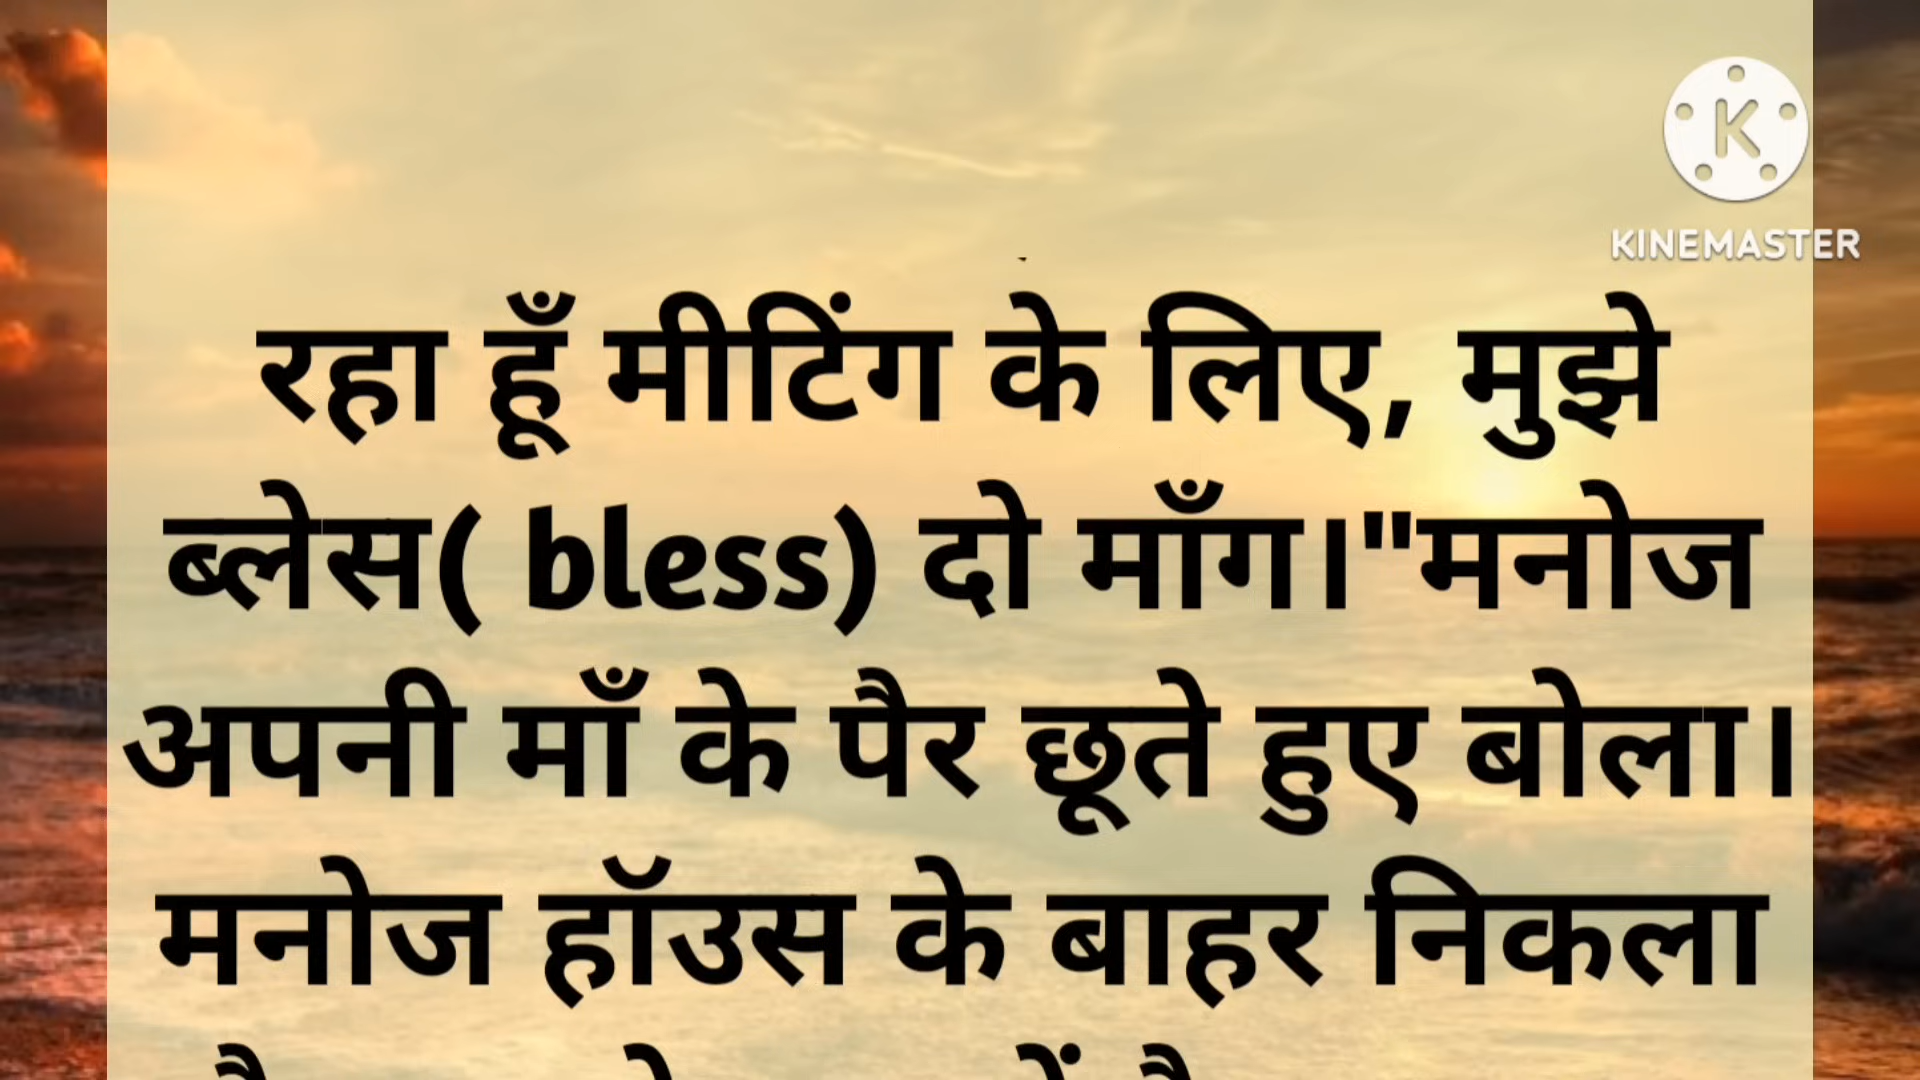 KINEMASTER
रहा हूँ मीटिंग के लिए, मुझे
ब्लेस( bless) दो माँग।"मनोज
अपनी माँ के पैर छूते हुए बोला।
मनोज हॉउस के बाहर निकला